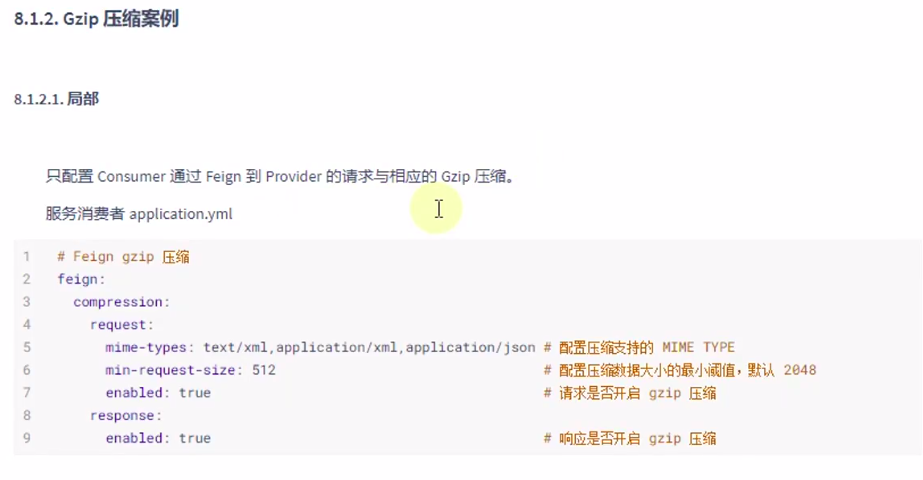 8.1.2. Gzip 压缩案例
8.1.2.1. 局部
只配置 Consumer 通过 Feign 到 Provider 的请求与相应的 Gzip 压缩。
服务消费者 application.yml
1 # Feign gzip 压缩
2 feign:
3 compression:
4 request:
5 mime-types: text/xml,application/xml,application/json # 配置压缩支持的 MIME TYPE
6 min-request-size: 512 # 配置压缩数据大小的最小阈值，默认 2048
7 enabled: true # 请求是否开启 gzip 压缩
8 response:
9 enabled: true # 响应是否开启 gzip 压缩